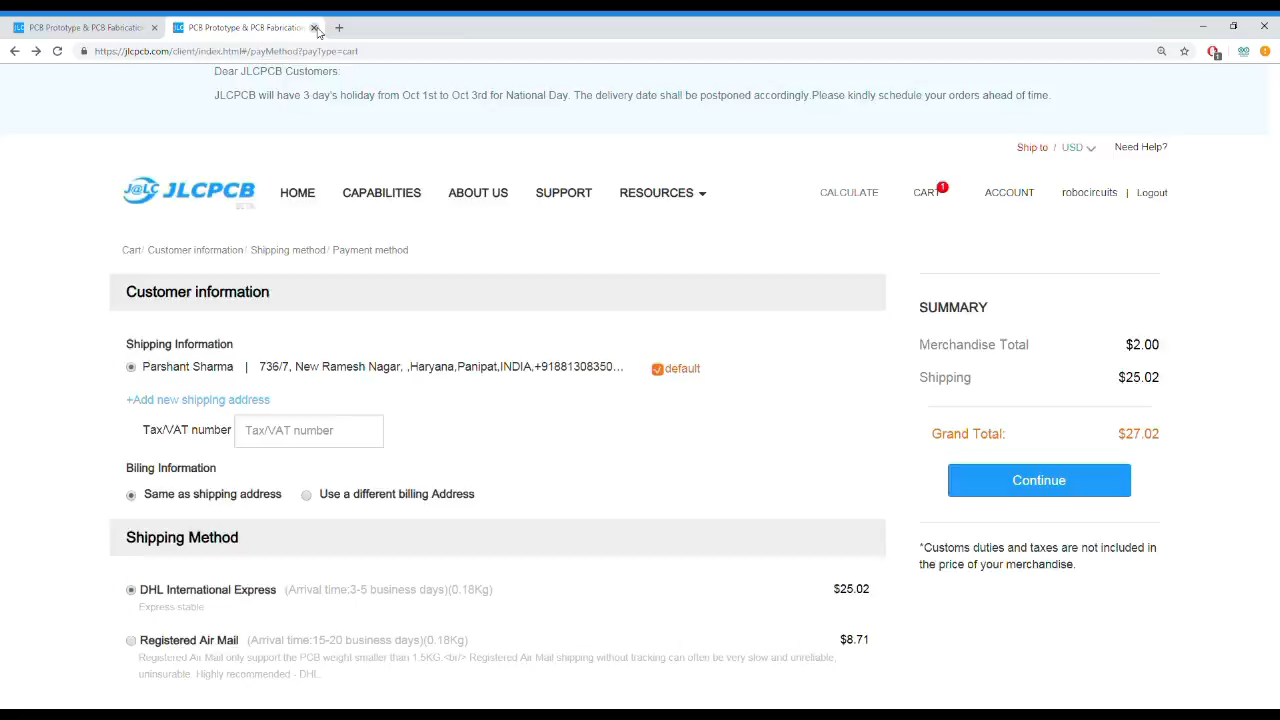 PCB Prototype & PCB Fabricatio
PCB Prototype & PCB Fabrication
https://jlcpcb.com/client/index.html#/payMethod?payType=cart
Dear JLCPCB Customers:
JLCPCB will have 3 day's holiday from Oct 1st to Oct 3rd for National Day. The delivery date shall be postponed accordingly.Please kindly schedule your orders ahead of time.
Ship to / USD Need Help?
J@LC JLCPCB
BETA
HOME CAPABILITIES ABOUT US SUPPORT RESOURCES CALCULATE CART 1 ACCOUNT robocircuits | Logout
Cart/ Customer information/ Shipping method/ Payment method
Customer information
SUMMARY
Shipping Information
Merchandise Total $2.00
Parshant Sharma | 736/7, New Ramesh Nagar, ,Haryana,Panipat,INDIA,+91881308350... default
Shipping $25.02
+Add new shipping address
Tax/VAT number Tax/VAT number
Grand Total: $27.02
Biling Information
Continue
Same as shipping address Use a different billing Address
Shipping Method
*Customs duties and taxes are not included in
the price of your merchandise.
DHL International Express (Arrival time:3-5 business days)(0.18Kg) $25.02
Express stable
Registered Air Mail (Arrival time:15-20 business days)(0.18Kg) $8.71
Registered Air Mail only support the PCB weight smaller than 1.5KG.<br/> Registered Air Mail shipping without tracking can often be very slow and unreliable,
uninsurable. Highly recommended - DHL.